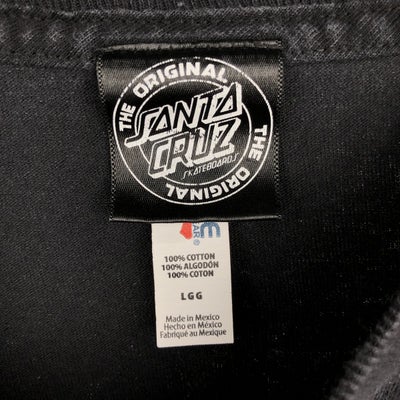 THE ORIGINAL
SANTA
CRUZ
SKATEBOARDS
THE ORIGINAL
100% COTTON
100% ALGODÓN
100% COTON
LGG
Made in Mexico
Hecho en México
Fabriqué au Mexique